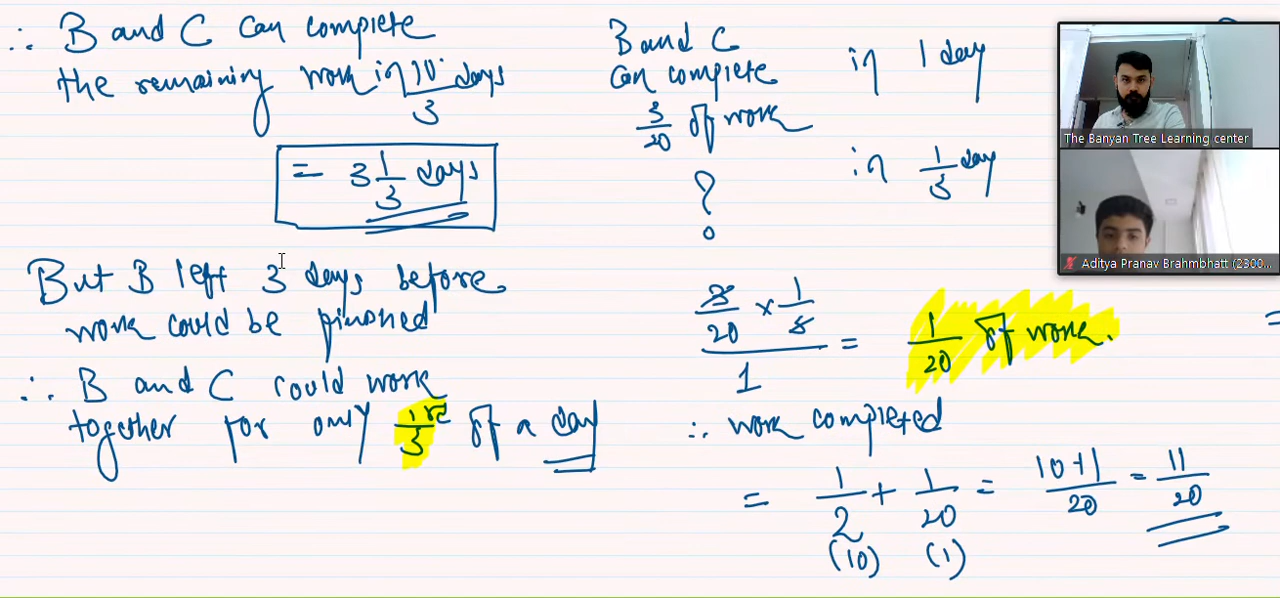 ∴ B and C can complete
the remaining work in 10/3 days
= 3 1/3 days
But B left 3 days before
work could be finished
∴ B and C could work
together for only 1/3 rd of a day
B and C
can complete in 1 day
3/20 of work
? in 1/3 day
3/20 × 1/3
1
= 1/20 of work.
∴ work completed
= 1/2 + 1/20 = 10+1/20 = 11/20
(10) (1)
=
The Banyan Tree Learning center
Aditya Pranav Brahmbhatt (2300...